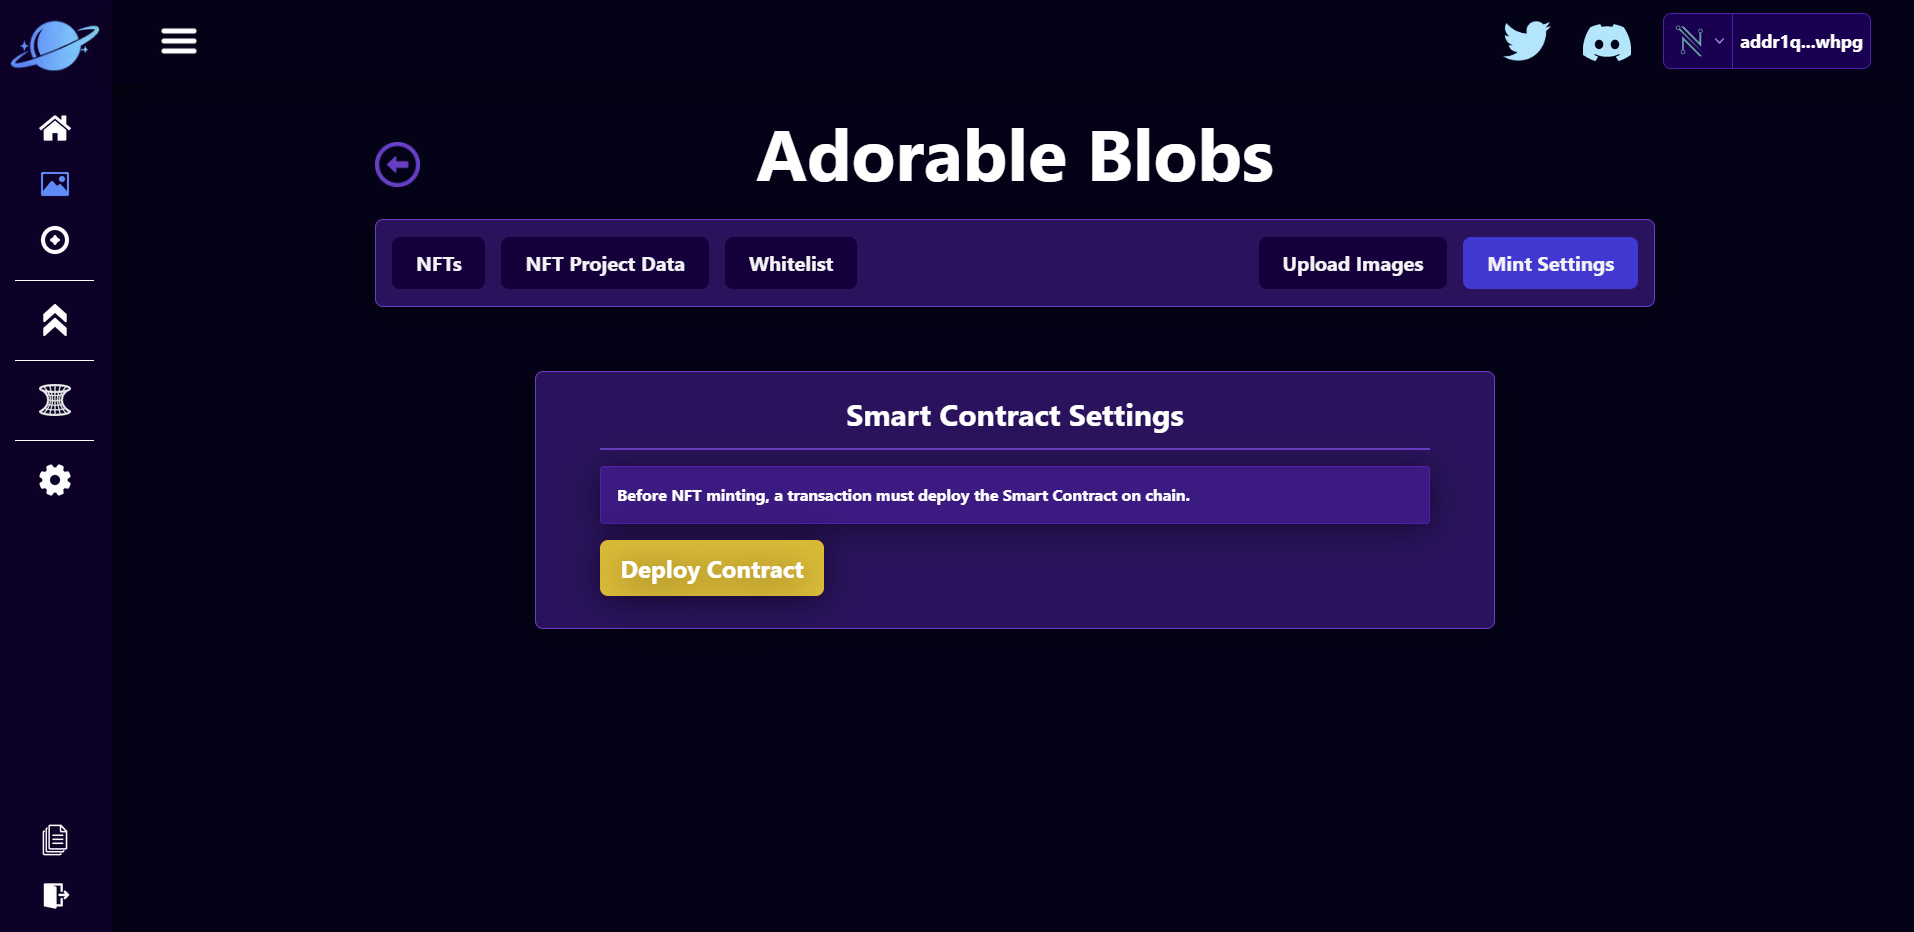 addr1q...whpg
Adorable Blobs
NFTs
NFT Project Data
Whitelist
Upload Images
Mint Settings
Smart Contract Settings
Before NFT minting, a transaction must deploy the Smart Contract on chain.
Deploy Contract